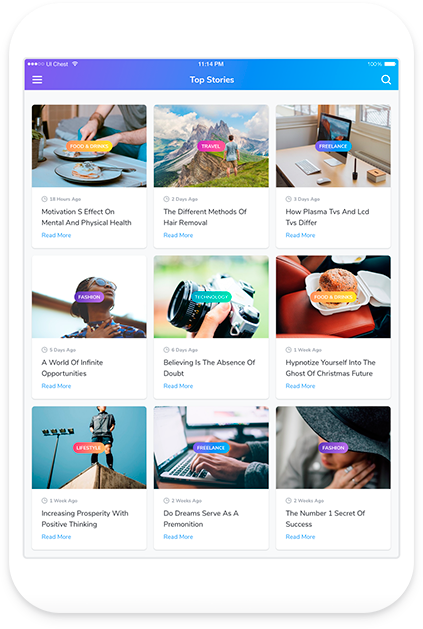 UI Chest 11:14 PM 100%
Top Stories
FOOD & DRINKS
18 Hours Ago
Motivation S Effect On
Mental And Physical Health
Read More
TRAVEL
2 Days Ago
The Different Methods Of
Hair Removal
Read More
FREELANCE
3 Days Ago
How Plasma Tvs And Lcd
Tvs Differ
Read More
FASHION
5 Days Ago
A World Of Infinite
Opportunities
Read More
TECHNOLOGY
6 Days Ago
Believing Is The Absence Of
Doubt
Read More
FOOD & DRINKS
1 Week Ago
Hypnotize Yourself Into The
Ghost Of Christmas Future
Read More
LIFESTYLE
1 Week Ago
Increasing Prosperity With
Positive Thinking
Read More
FREELANCE
2 Weeks Ago
Do Dreams Serve As A
Premonition
Read More
FASHION
2 Weeks Ago
The Number 1 Secret Of
Success
Read More